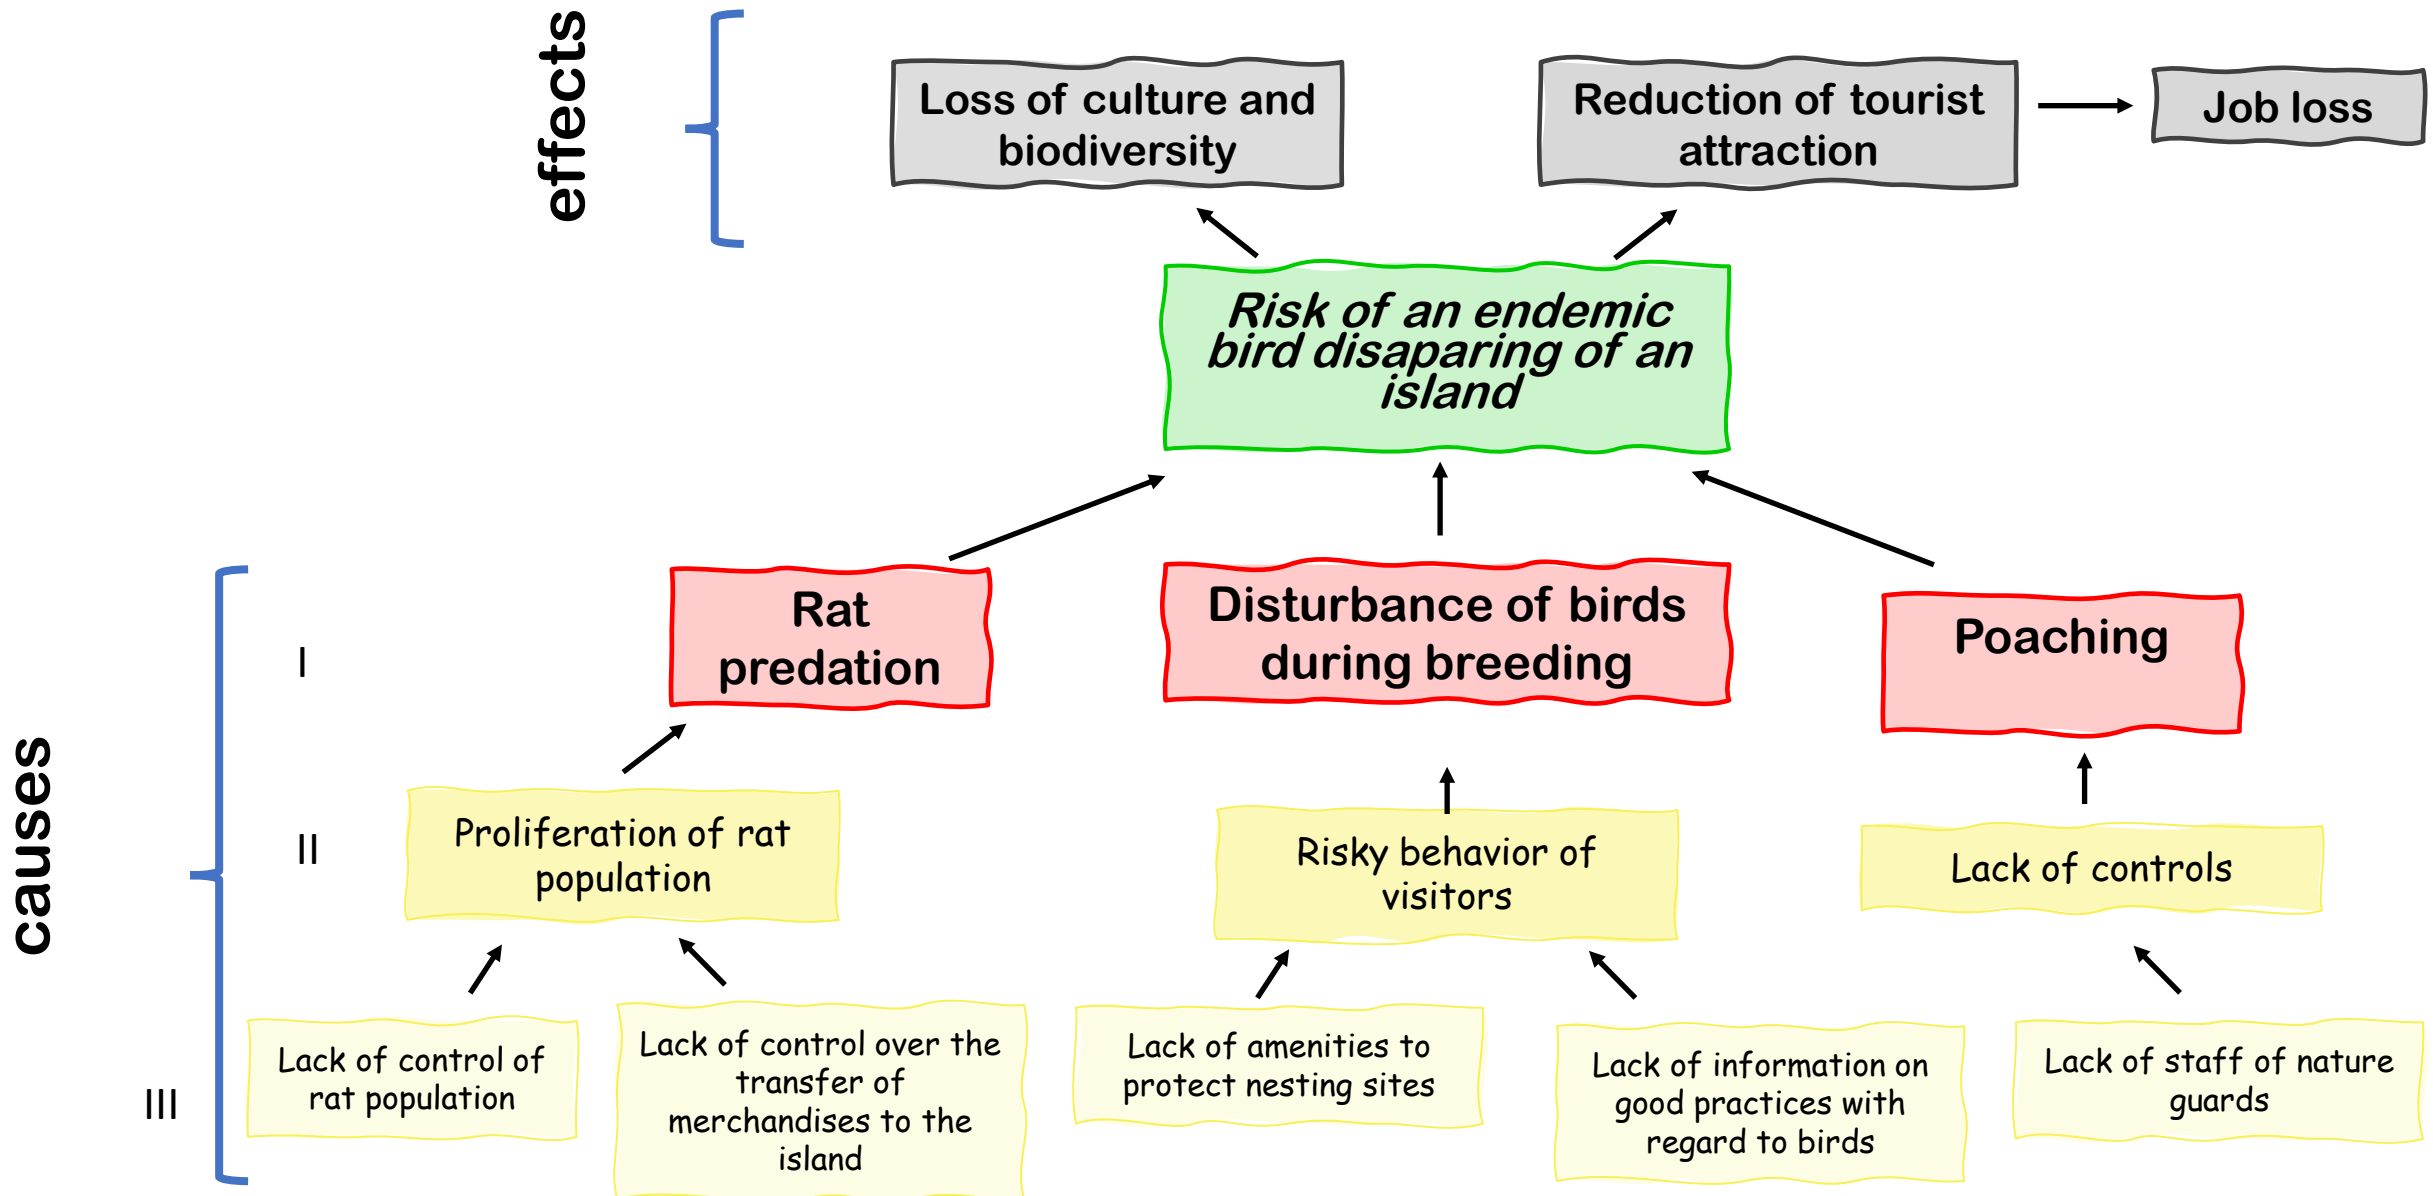 effects
Loss of culture and
biodiversity
Reduction of tourist
attraction
Job loss
Risk of an endemic
bird disaparing of an
island
causes
I
Rat
predation
Disturbance of birds
during breeding
Poaching
II
Proliferation of rat
population
Risky behavior of
visitors
Lack of controls
III
Lack of control of
rat population
Lack of control over the
transfer of
merchandises to the
island
Lack of amenities to
protect nesting sites
Lack of information on
good practices with
regard to birds
Lack of staff of nature
guards